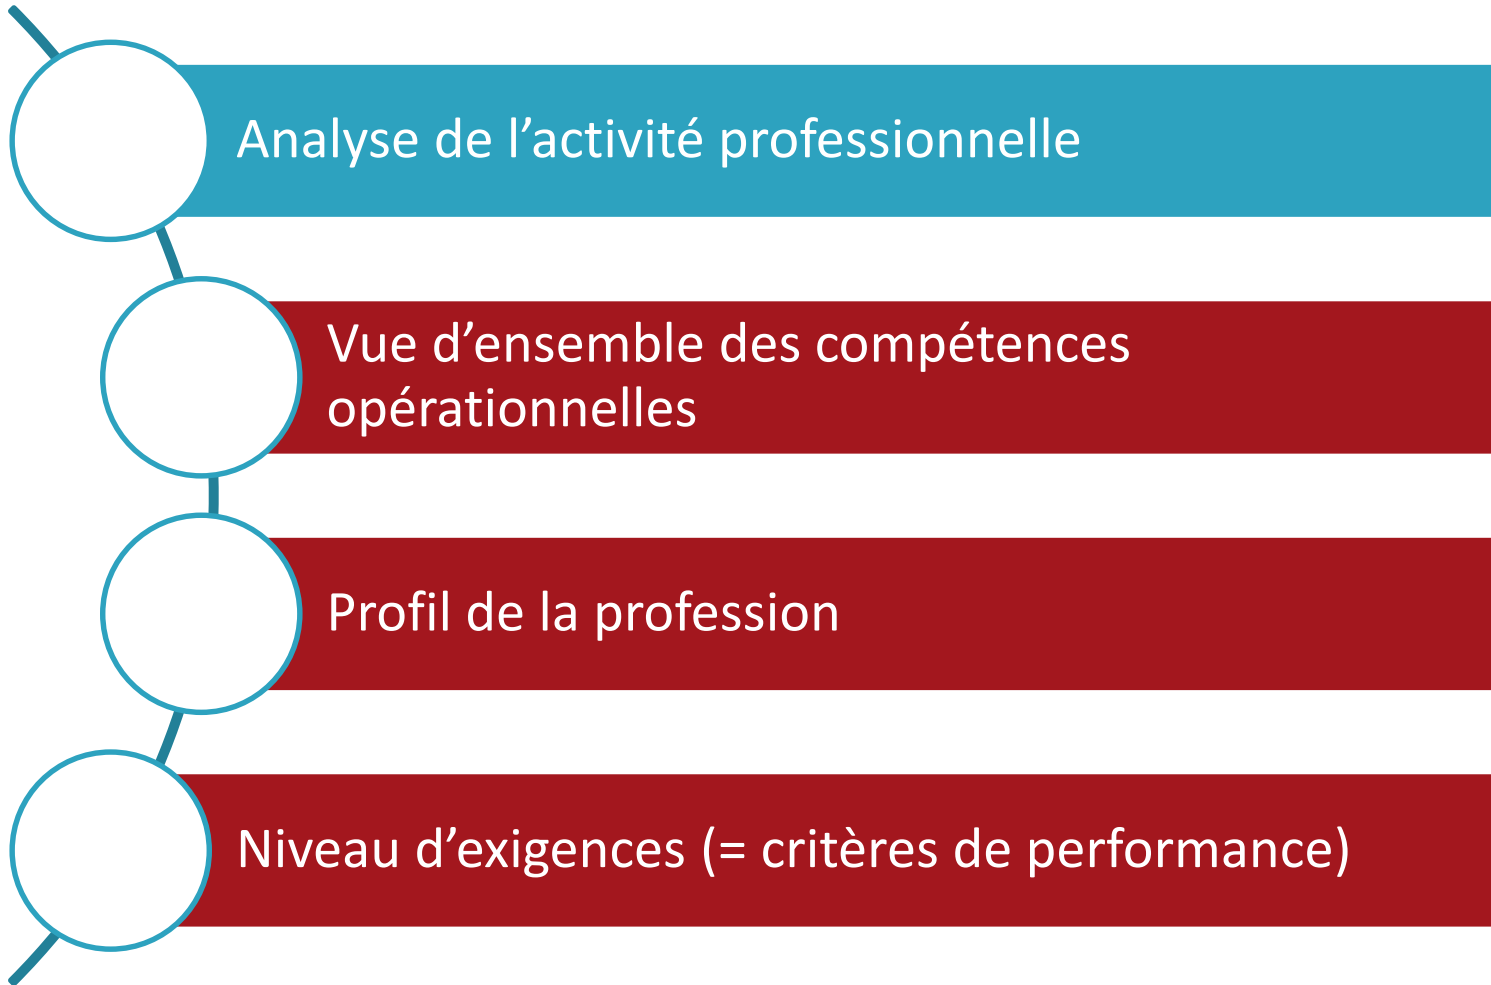 Analyse de l’activité professionnelle
Vue d’ensemble des compétences
opérationnelles
Profil de la profession
Niveau d’exigences (= critères de performance)